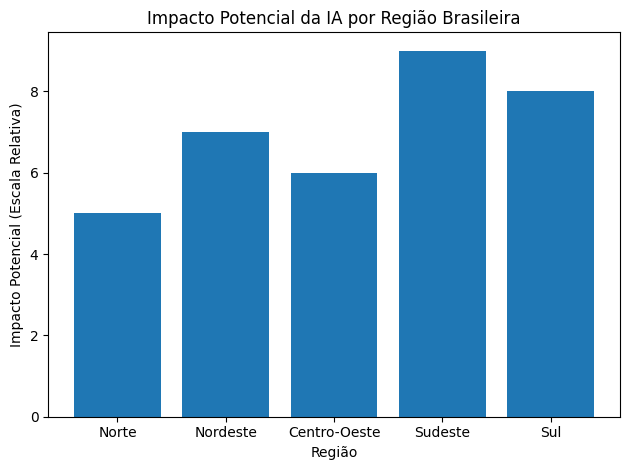 Impacto Potencial da IA por Região Brasileira
Impacto Potencial (Escala Relativa)
8
6
4
2
0
Norte Nordeste Centro-Oeste Sudeste Sul
Região